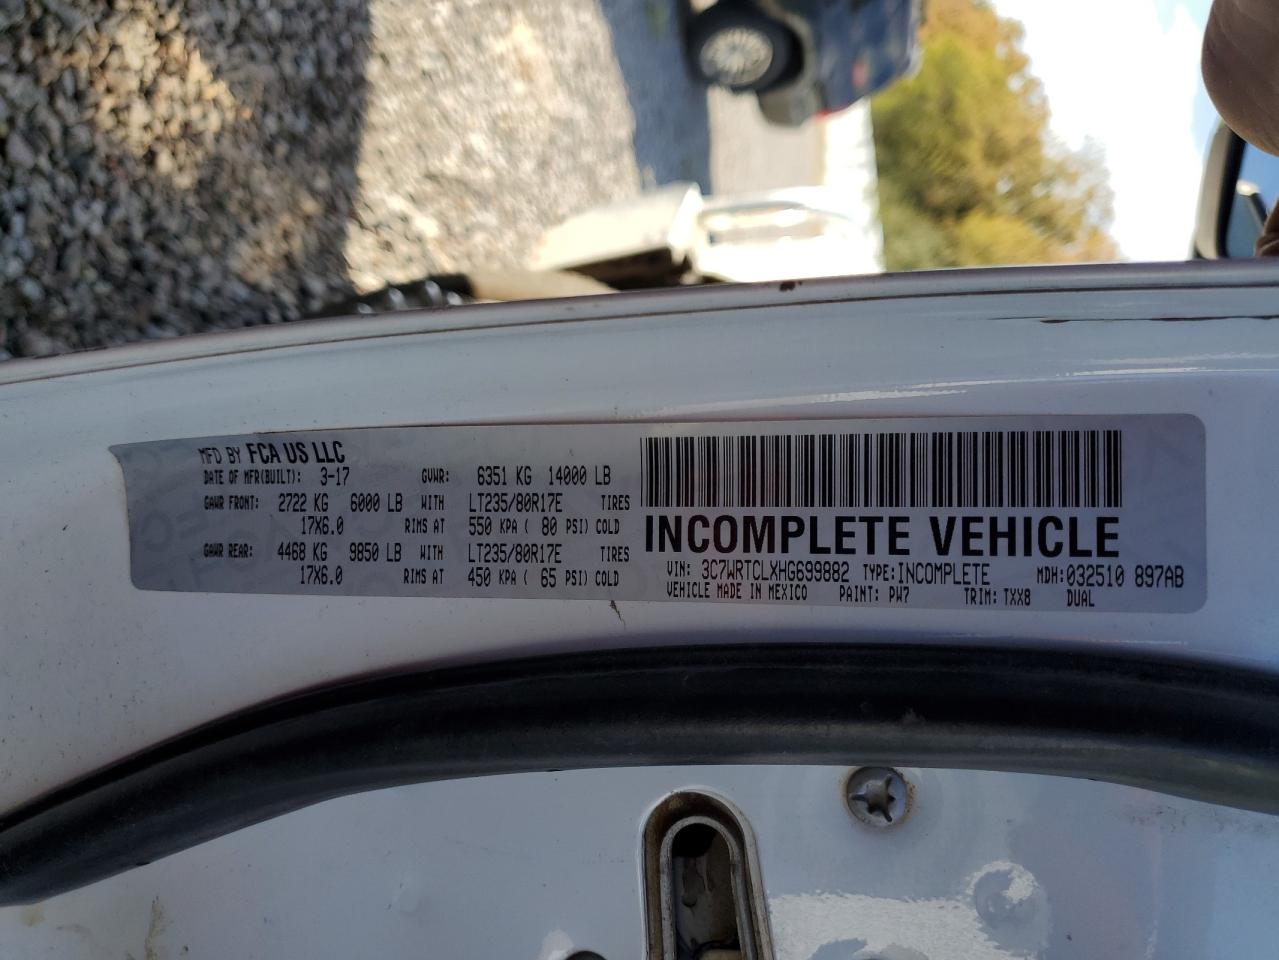 MFD BY FCA US LLC
DATE OF MFR(BUILT): 3-17 GVWR: 6351 KG 14000 LB
GAWR FRONT: 2722 KG 6000 LB WITH LT235/80R17E TIRES
17X6.0 RIMS AT 550 KPA ( 80 PSI) COLD
GAWR REAR: 4468 KG 9850 LB WITH LT235/80R17E TIRES
17X6.0 RIMS AT 450 KPA ( 65 PSI) COLD
INCOMPLETE VEHICLE
VIN: 3C7WRTCLXHG699882 TYPE: INCOMPLETE MDH: 032510 897AB
VEHICLE MADE IN MEXICO PAINT: PW7 TRIM: TXX8 DUAL